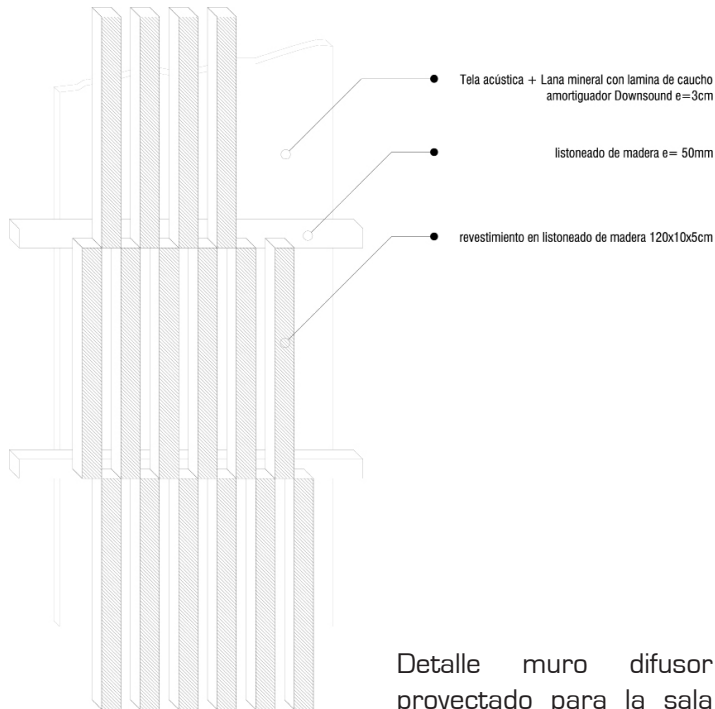 Tela acústica + Lana mineral con lamina de caucho
amortiguador Downsound e=3cm
listoneado de madera e= 50mm
revestimiento en listoneado de madera 120x10x5cm
Detalle muro difusor
proyectado para la sala